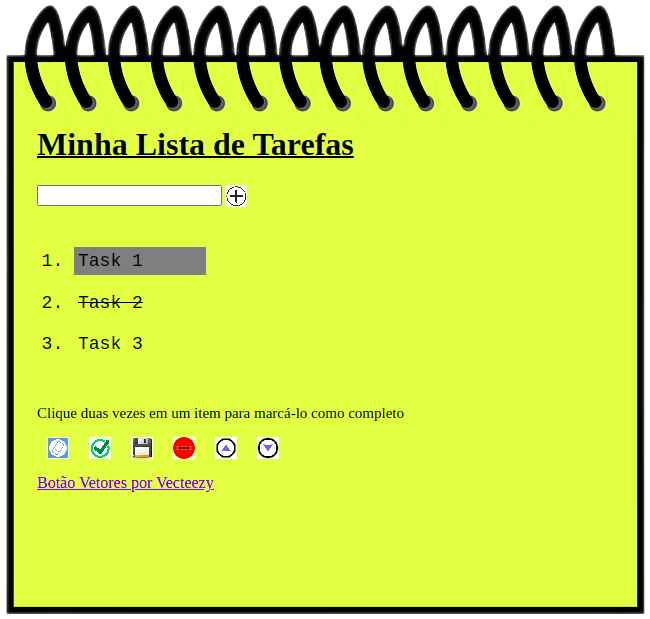 Minha Lista de Tarefas
1. Task 1
2. Task 2
3. Task 3
Clique duas vezes em um item para marcá-lo como completo
Botão Vetores por Vecteezy